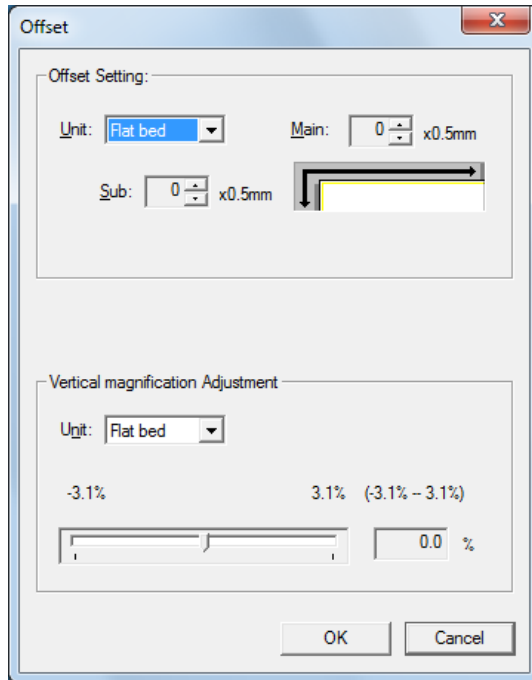 Offset
Offset Setting:
Unit: Flat bed Main: 0 x0.5mm
Sub: 0 x0.5mm
Vertical magnification Adjustment
Unit: Flat bed
-3.1% 3.1% (-3.1% -- 3.1%)
0.0 %
OK Cancel